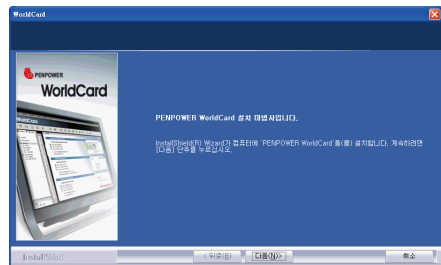 WorldCard
PENPOWER
WorldCard
PENPOWER WorldCard 설치 마법사입니다.
InstallShield(R) Wizard가 컴퓨터에 'PENPOWER WorldCard'을(를) 설치합니다. 계속하려면
[다음] 단추를 누르십시오.
InstallShield
< 뒤로(B)
다음(N)>
취소